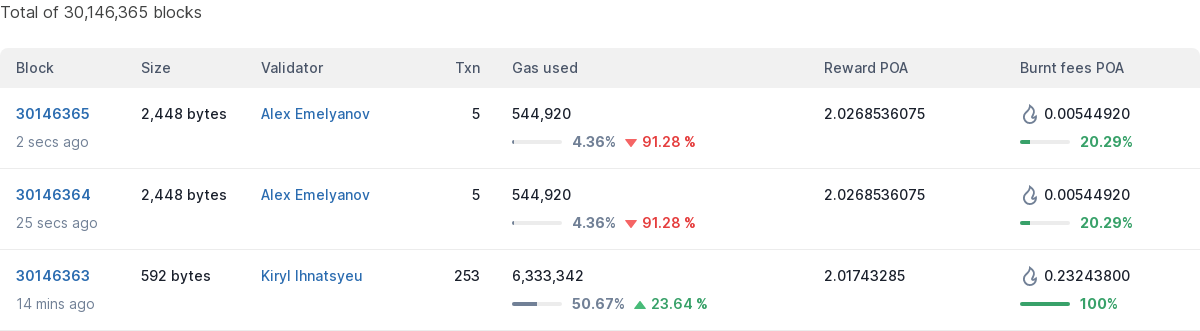 Total of 30,146,365 blocks
Block Size Validator Txn Gas used Reward POA Burnt fees POA
30146365 2,448 bytes Alex Emelyanov 5 544,920 2.0268536075 0.00544920
2 secs ago 4.36% 91.28 % 20.29%
30146364 2,448 bytes Alex Emelyanov 5 544,920 2.0268536075 0.00544920
25 secs ago 4.36% 91.28 % 20.29%
30146363 592 bytes Kiryl Ihnatsyeu 253 6,333,342 2.01743285 0.23243800
14 mins ago 50.67% 23.64 % 100%